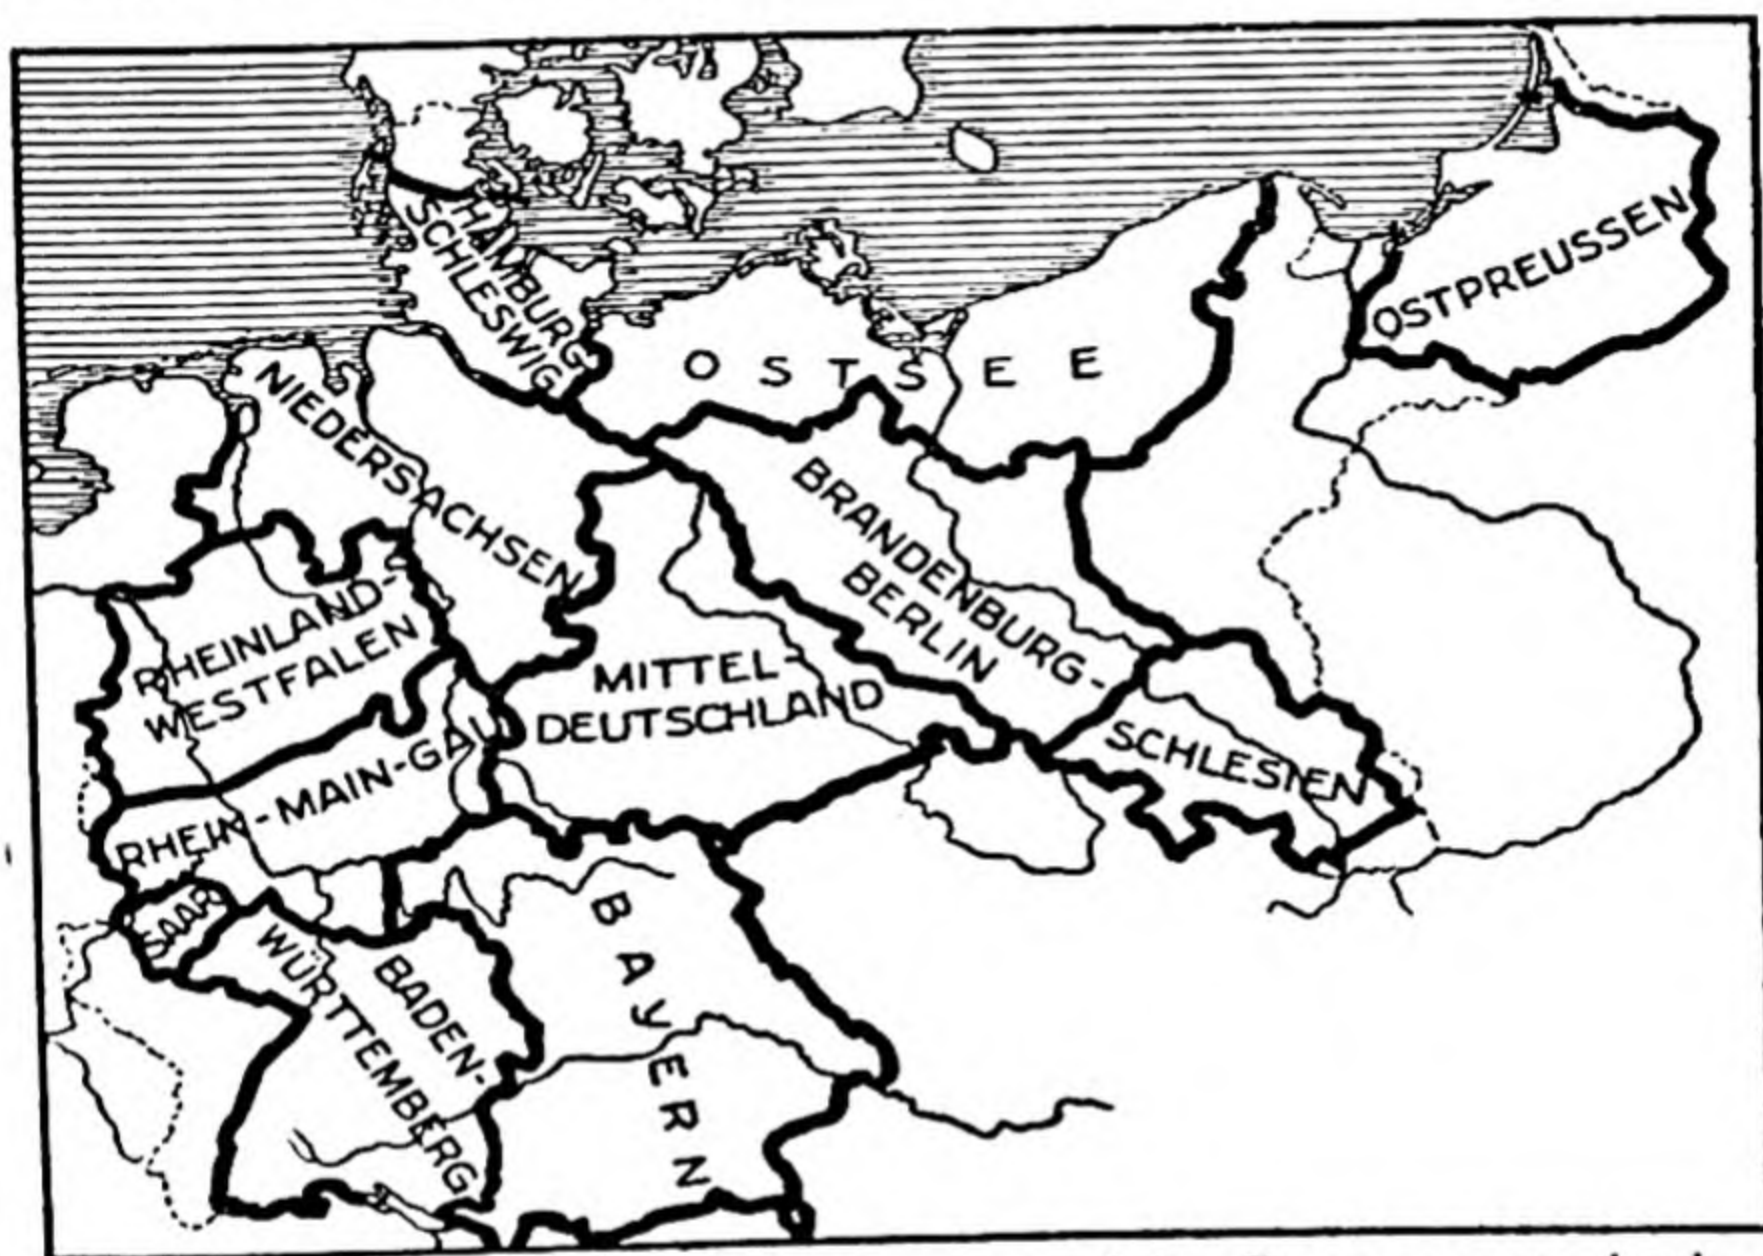 HAMBURG-
SCHLESWIG
OSTSEE
OSTPREUSSEN
NIEDERSACHSEN
BRANDENBURG-
BERLIN
RHEINLAND-
WESTFALEN
MITTEL-
DEUTSCHLAND
SCHLESIEN
RHEIN-MAIN-GAU
SAAR
BADEN-
WÜRTTEMBERG
BAyERN